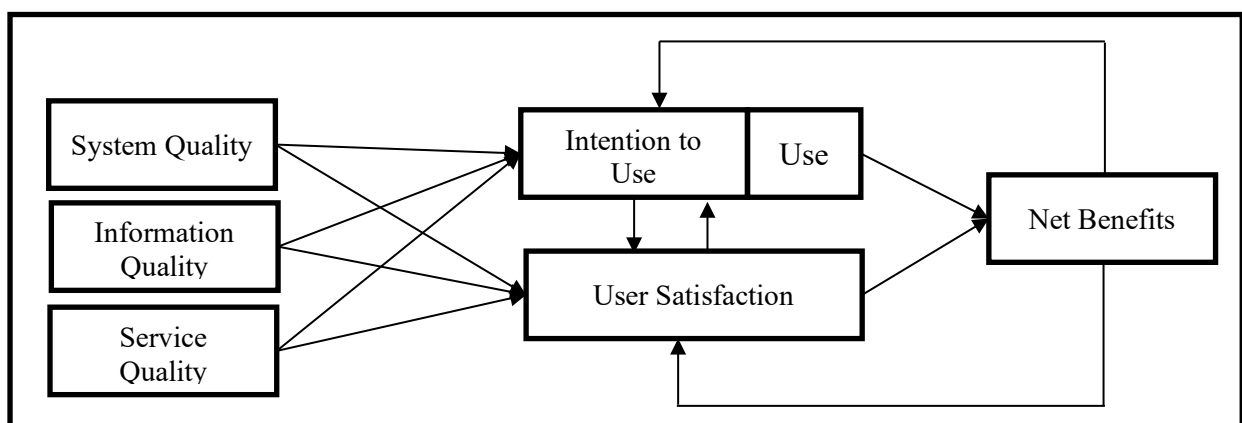 System Quality
Information
Quality
Service
Quality
Intention to
Use
Use
User Satisfaction
Net Benefits